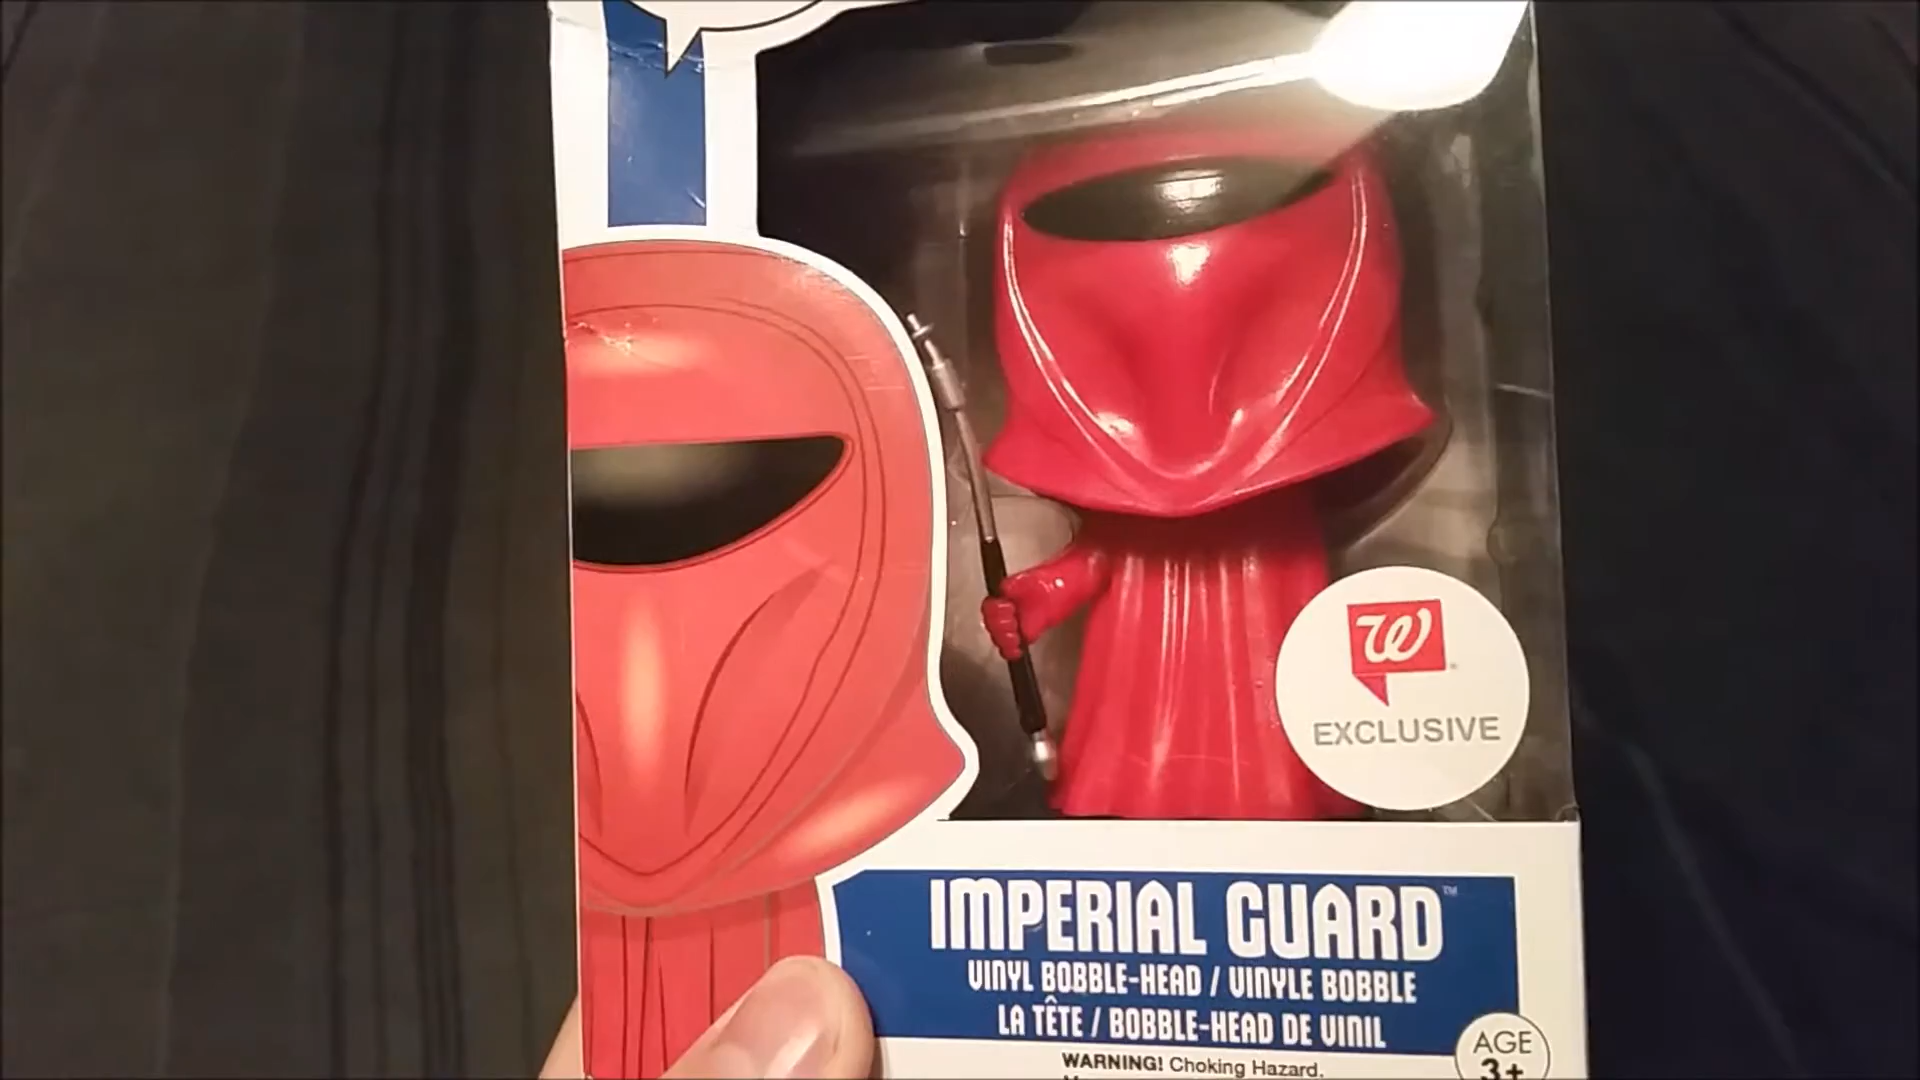 W
EXCLUSIVE
IMPERIAL GUARD™
VINYL BOBBLE-HEAD / VINYLE BOBBLE
LA TÊTE / BOBBLE-HEAD DE VINIL
WARNING! Choking Hazard.
AGE
3+